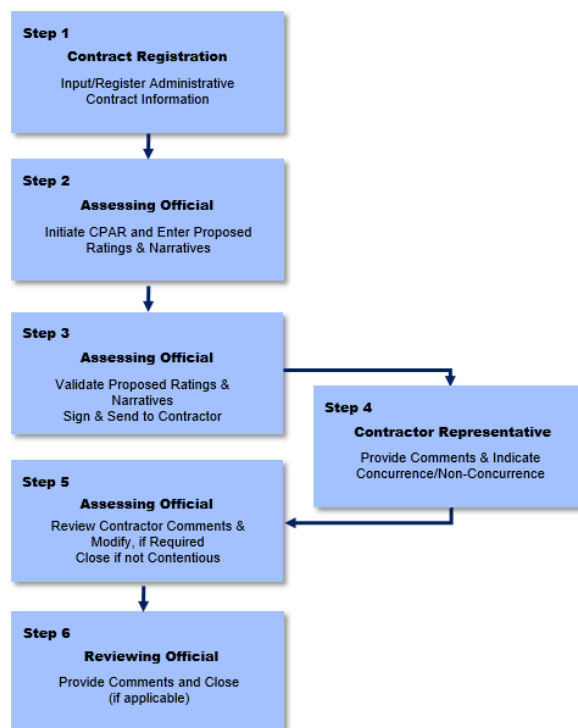 Step 1
Contract Registration
Input/Register Administrative
Contract Information
Step 2
Assessing Official
Initiate CPAR and Enter Proposed
Ratings & Narratives
Step 3
Assessing Official
Validate Proposed Ratings &
Narratives
Sign & Send to Contractor
Step 4
Contractor Representative
Provide Comments & Indicate
Concurrence/Non-Concurrence
Step 5
Assessing Official
Review Contractor Comments &
Modify, if Required
Close if not Contentious
Step 6
Reviewing Official
Provide Comments and Close
(if applicable)